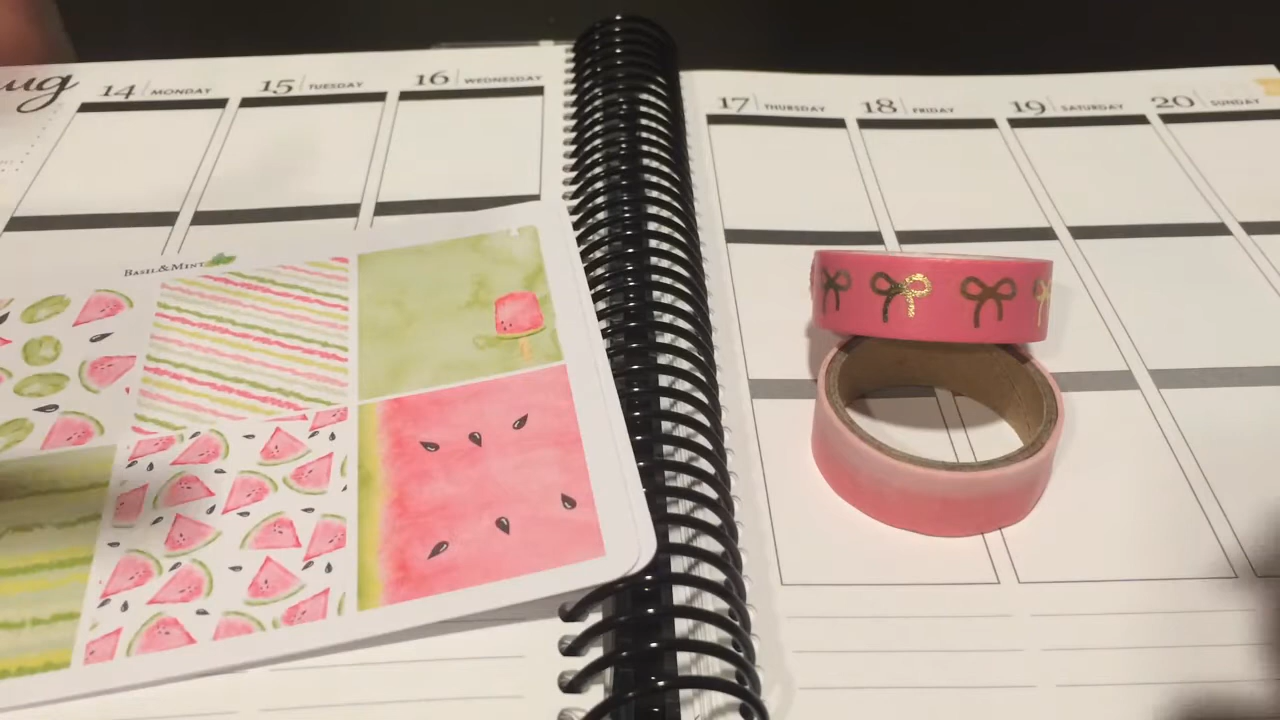 ug
14 MONDAY
15 TUESDAY
16 WEDNESDAY
17 THURSDAY
18 FRIDAY
19 SATURDAY
20 SUNDAY
BASIL&MINT